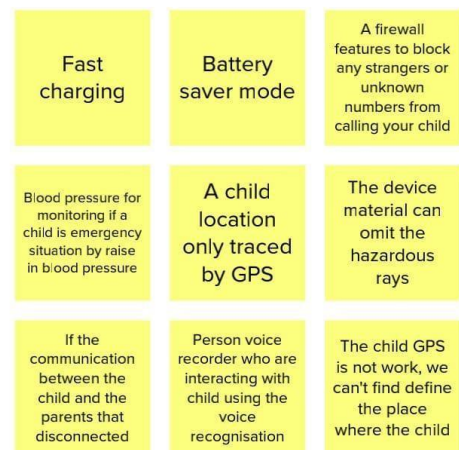 Fast
charging
Battery
saver mode
A firewall
features to block
any strangers or
unknown
numbers from
calling your child
Blood pressure for
monitoring if a
child is emergency
situation by raise
in blood pressure
A child
location
only traced
by GPS
The device
material can
omit the
hazardous
rays
If the
communication
between the
child and the
parents that
disconnected
Person voice
recorder who are
interacting with
child using the
voice
recognisation
The child GPS
is not work, we
can't find define
the place
where the child